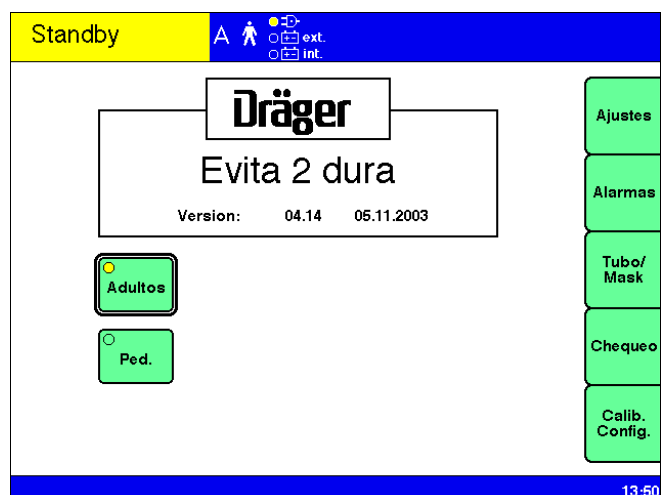 Standby
A
ext.
int.
Dräger
Evita 2 dura
Version: 04.14 05.11.2003
Adultos
Ped.
Ajustes
Alarmas
Tubo/
Mask
Chequeo
Calib.
Config.
13:50